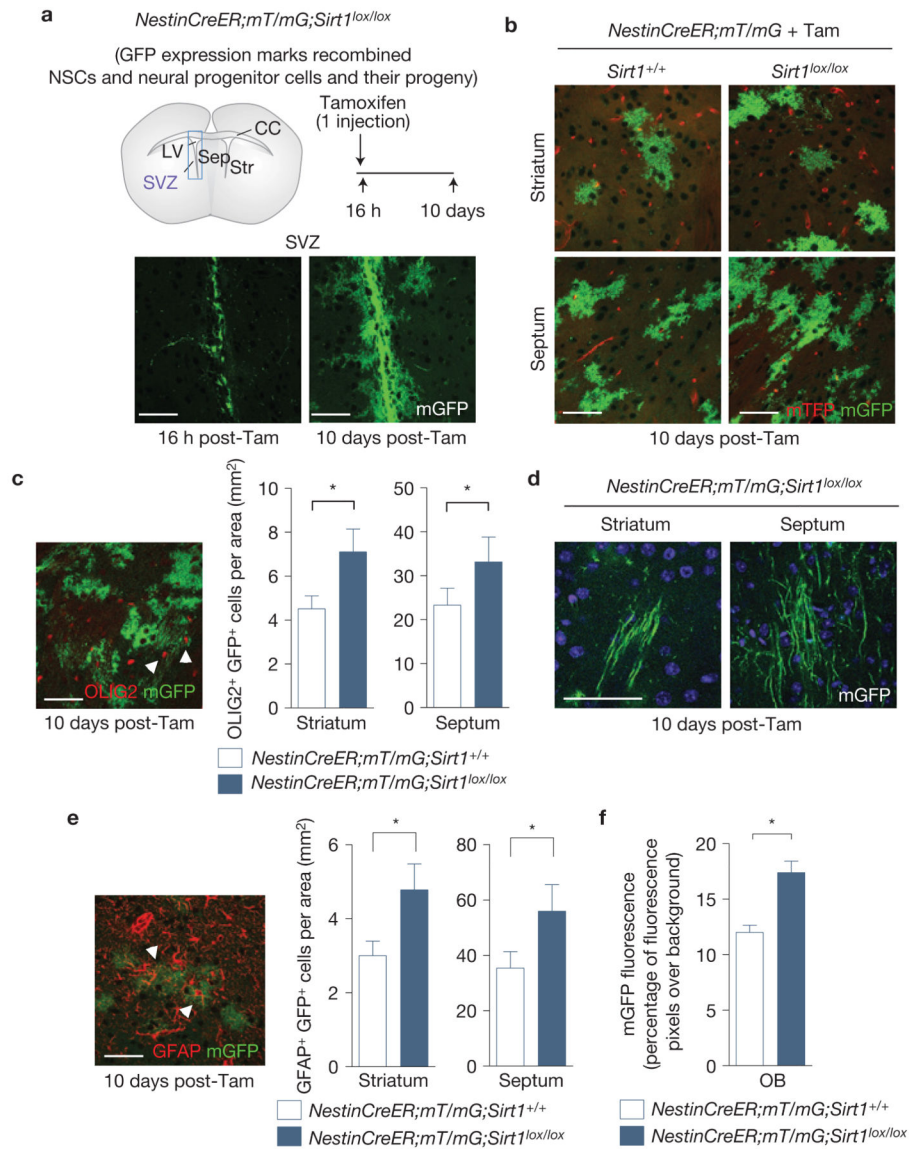 a
NestinCreER;mT/mG;Sirt1lox/lox
(GFP expression marks recombined
NSCs and neural progenitor cells and their progeny)
Tamoxifen
(1 injection)
CC
LV
Sep
Str
SVZ
16 h
10 days
SVZ
mGFP
16 h post-Tam
10 days post-Tam
b
NestinCreER;mT/mG + Tam
Sirt1+/+
Sirt1lox/lox
Striatum
Septum
mTFP mGFP
10 days post-Tam
c
OLIG2 mGFP
10 days post-Tam
OLIG2+ GFP+ cells per area (mm2)
10
8
6
4
2
0
*
Striatum
50
40
30
20
10
0
*
Septum
NestinCreER;mT/mG;Sirt1+/+
NestinCreER;mT/mG;Sirt1lox/lox
d
NestinCreER;mT/mG;Sirt1lox/lox
Striatum
Septum
mGFP
10 days post-Tam
e
GFAP mGFP
10 days post-Tam
GFAP+ GFP+ cells per area (mm2)
6
4
2
0
*
Striatum
80
60
40
20
0
*
Septum
NestinCreER;mT/mG;Sirt1+/+
NestinCreER;mT/mG;Sirt1lox/lox
f
mGFP fluorescence
(percentage of fluorescence
pixels over background)
20
15
10
5
0
*
OB
NestinCreER;mT/mG;Sirt1+/+
NestinCreER;mT/mG;Sirt1lox/lox